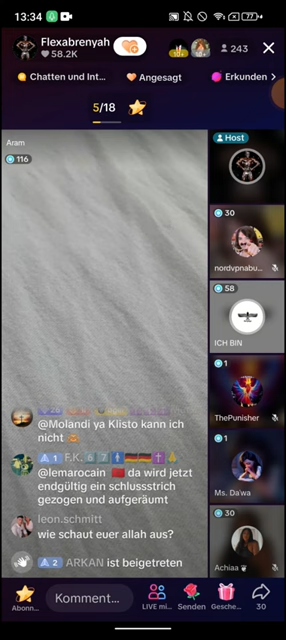 13:34
77
Flexabrenyah
58.2K
243
Chatten und Int...
Angesagt
Erkunden
5/18
Aram
116
Host
30
nordvpnabu...
58
ICH BIN
1
ThePunisher
1
Ms. Da'wa
30
Achiaa
@Molandi ya Klisto kann ich
nicht
1 F.K.
@lemarocain da wird jetzt
endgültig ein schlussstrich
gezogen und aufgeräumt
leon.schmitt
wie schaut euer allah aus?
2 ARKAN ist beigetreten
Abonn...
Komment...
LIVE mi...
Senden
Gesche...
30